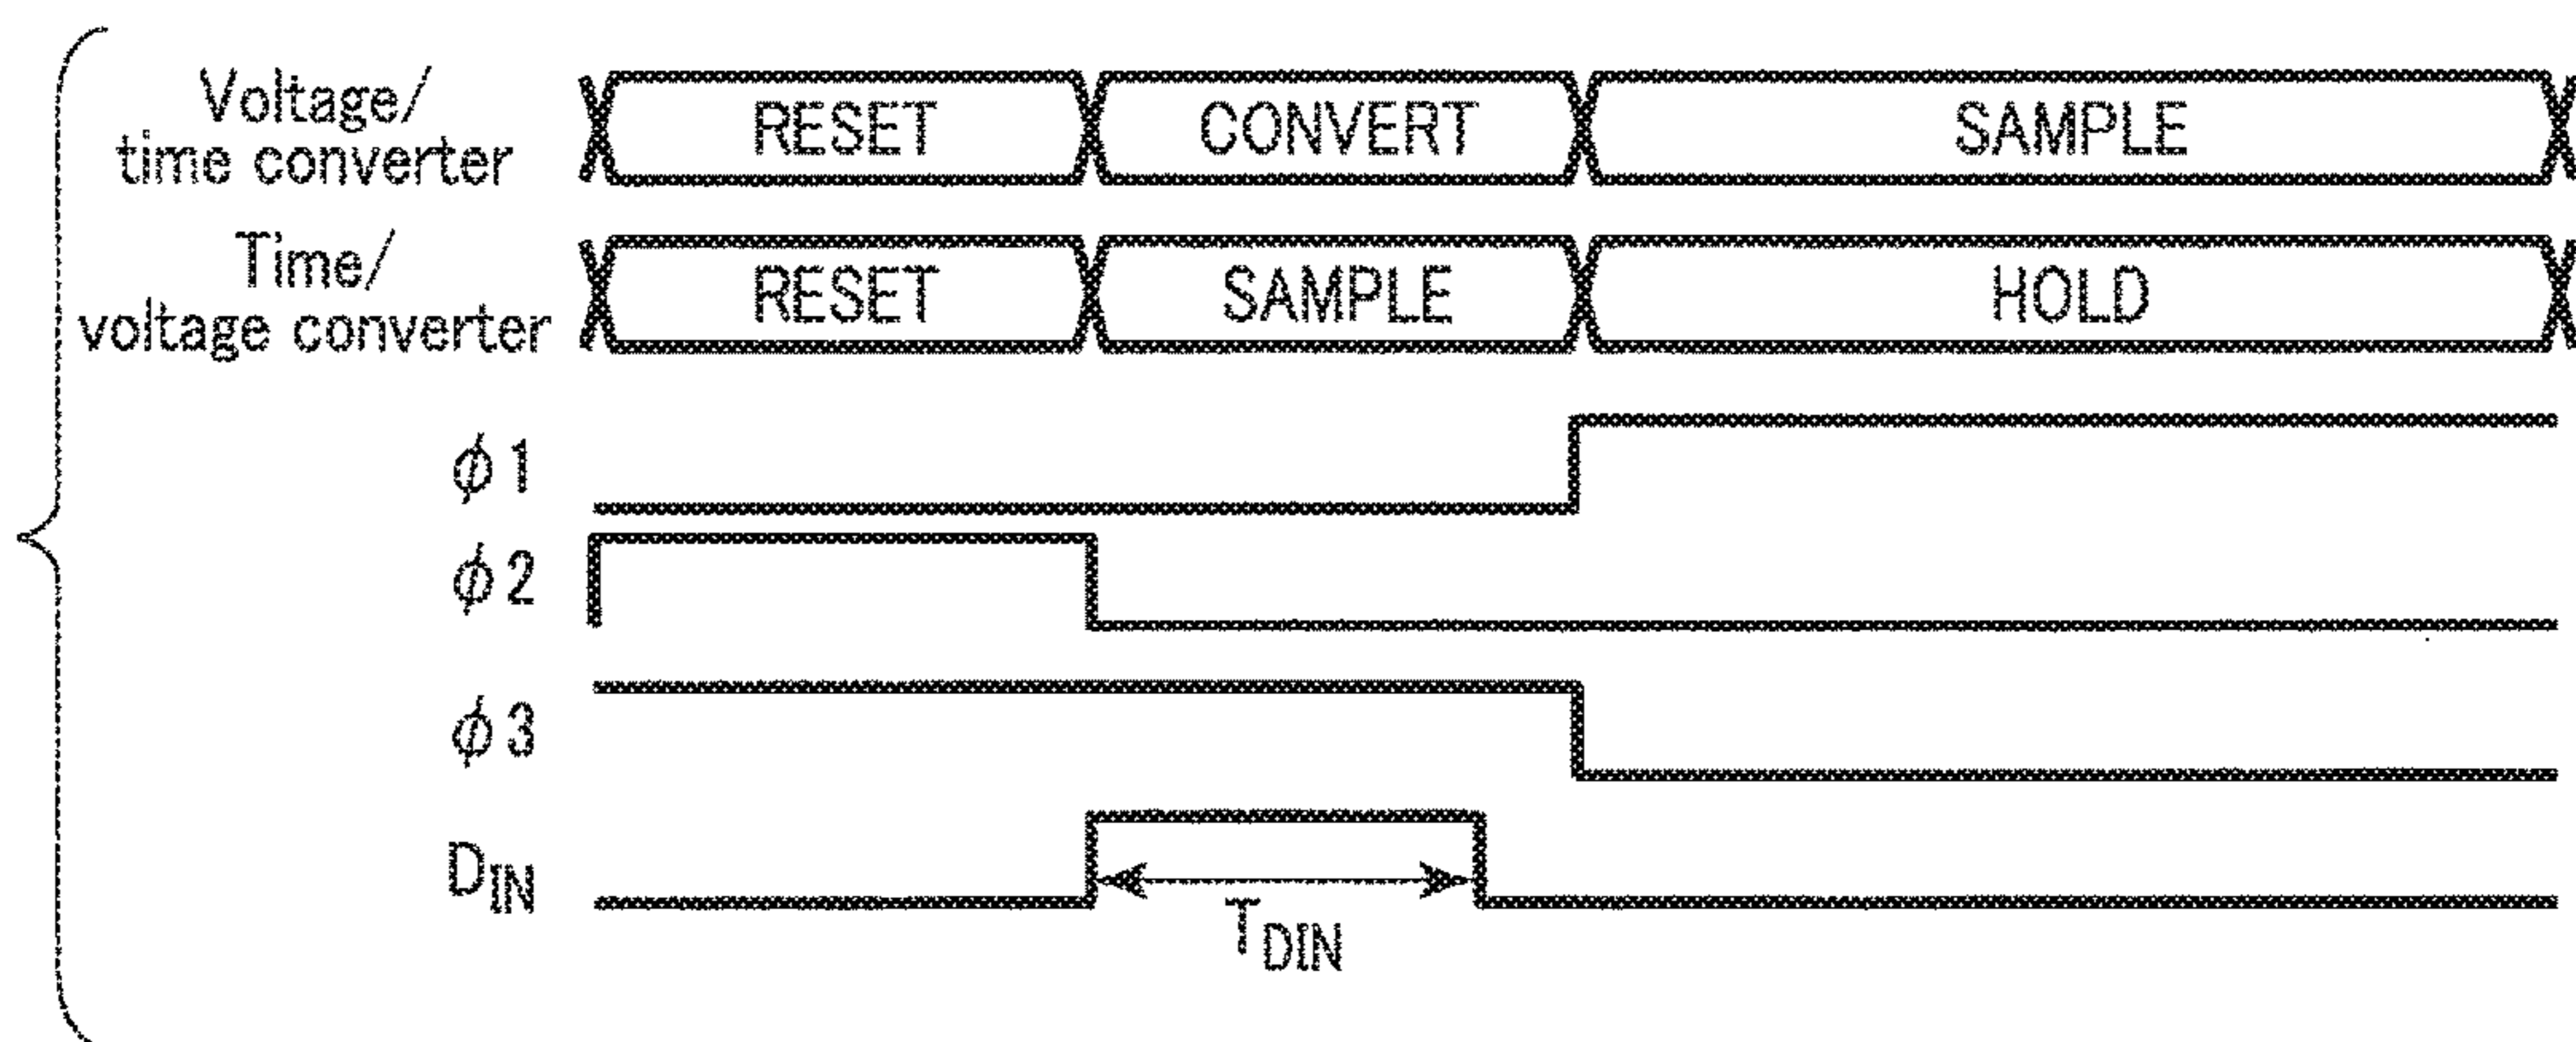 Voltage/
time converter
RESET CONVERT SAMPLE
Time/
voltage converter
RESET SAMPLE HOLD
ϕ1
ϕ2
ϕ3
DIN
TDIN